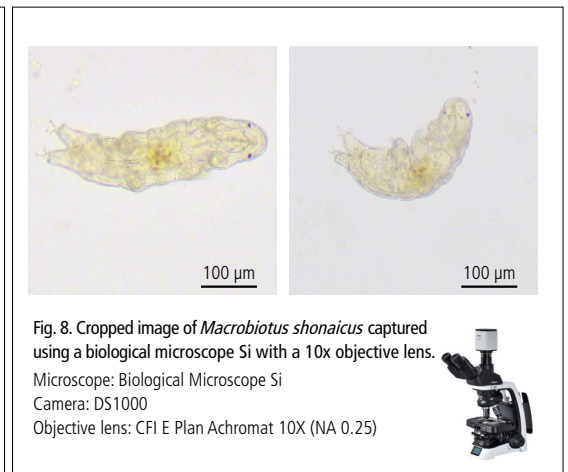 100 µm
100 µm
Fig. 8. Cropped image of Macrobiotus shonaicus captured
using a biological microscope Si with a 10x objective lens.
Microscope: Biological Microscope Si
Camera: DS1000
Objective lens: CFI E Plan Achromat 10X (NA 0.25)